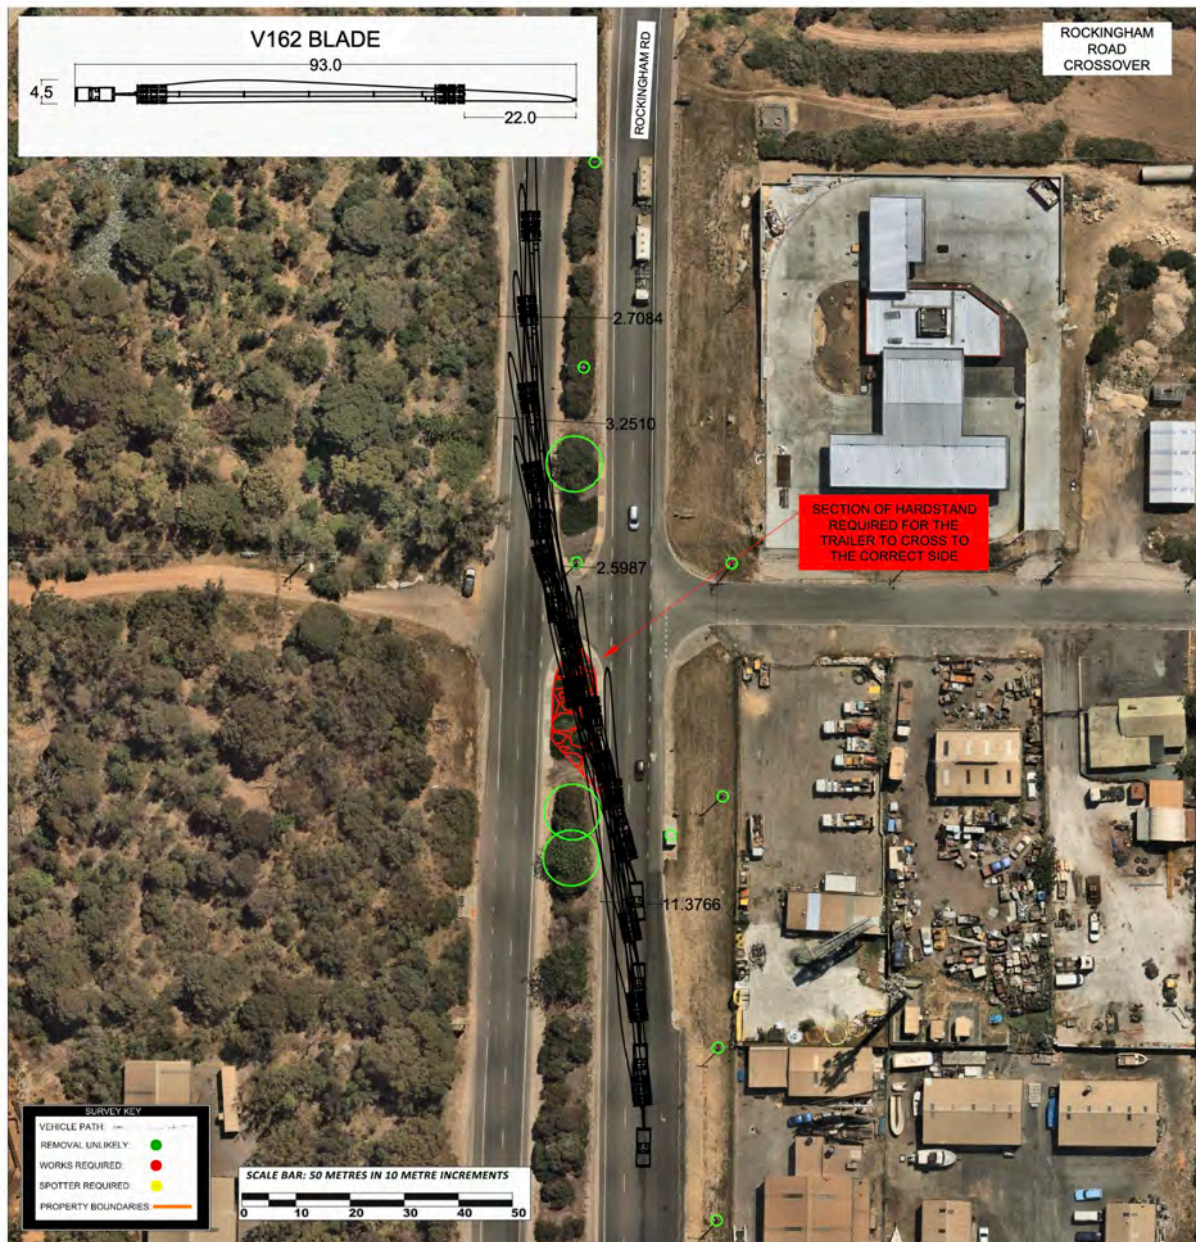 V162 BLADE
93.0
4,5
22.0
ROCKINGHAM RD
ROCKINGHAM
ROAD
CROSSOVER
2.7084
3.2510
SECTION OF HARDSTAND
REQUIRED FOR THE
TRAILER TO CROSS TO
THE CORRECT SIDE
2.5987
11.3766
SURVEY KEY
VEHICLE PATH:
REMOVAL UNLIKELY:
WORKS REQUIRED:
SPOTTER REQUIRED:
PROPERTY BOUNDARIES:
SCALE BAR: 50 METRES IN 10 METRE INCREMENTS
0 10 20 30 40 50